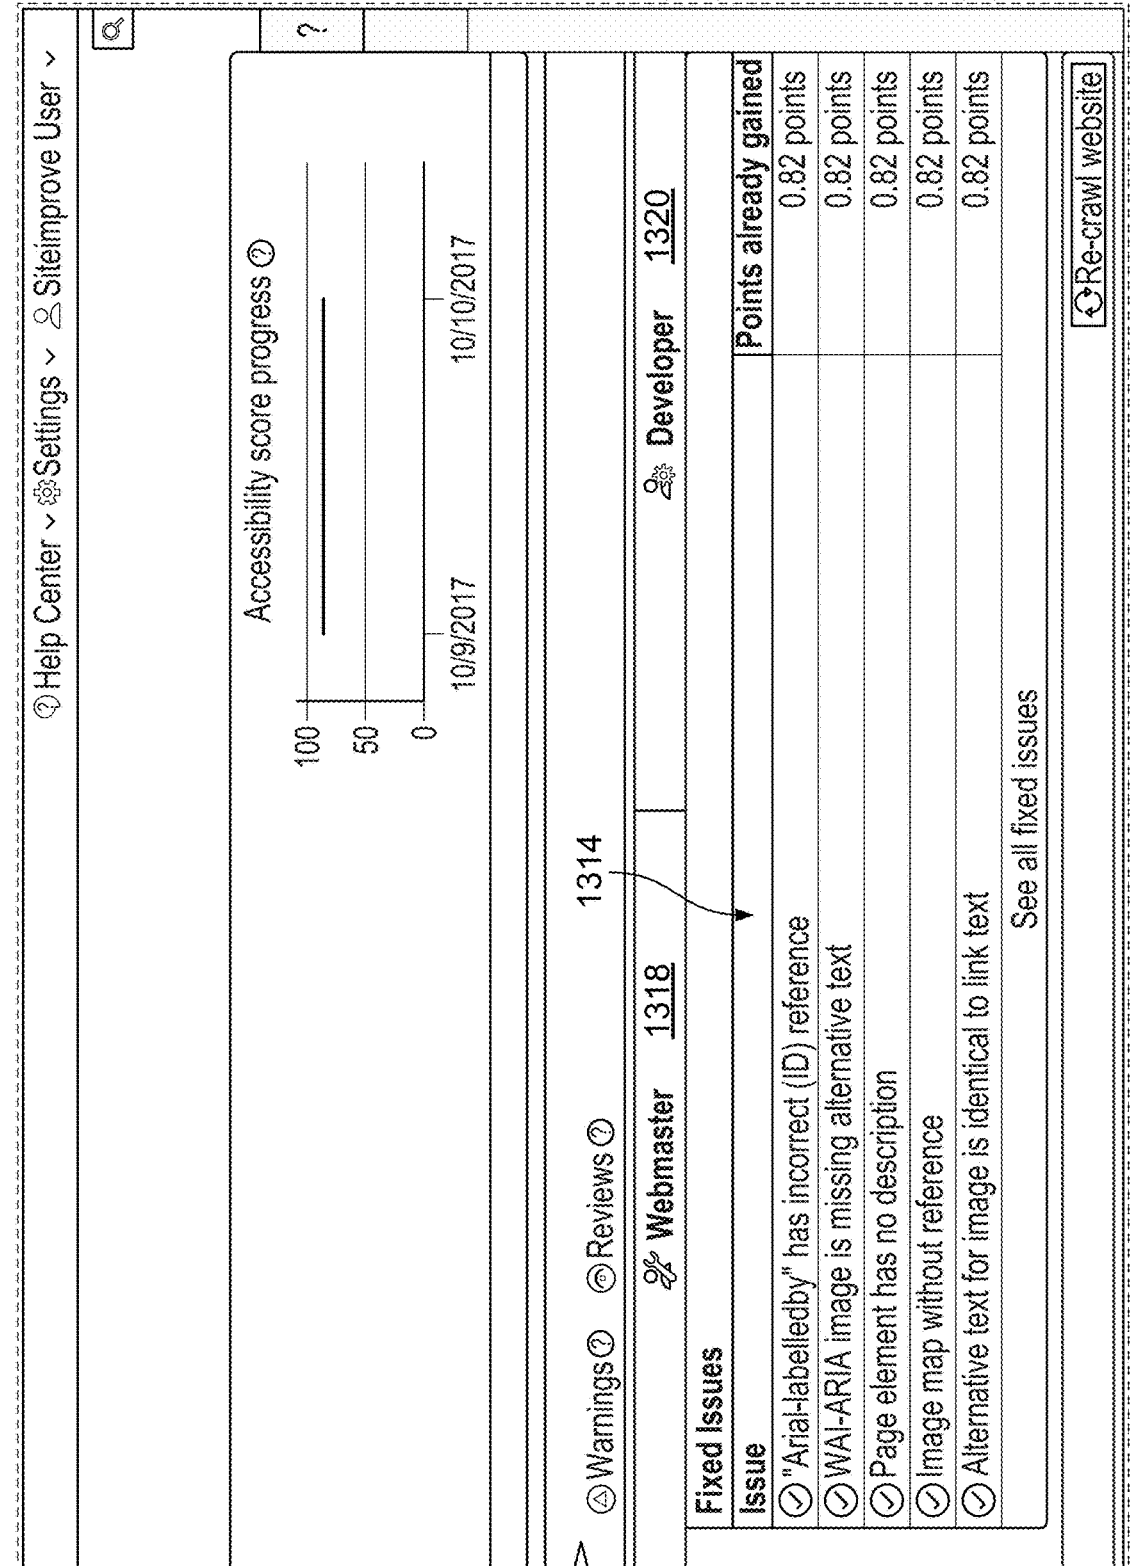 Help Center Settings Siteimprove User
?
Accessibility score progress ?
100
50
0
10/9/2017 10/10/2017
1314
Warnings ? Reviews ?
Webmaster 1318 Developer 1320
Fixed Issues
Issue Points already gained
"Arial-labelledby" has incorrect (ID) reference 0.82 points
WAI-ARIA image is missing alternative text 0.82 points
Page element has no description 0.82 points
Image map without reference 0.82 points
Alternative text for image is identical to link text 0.82 points
See all fixed issues
Re-crawl website